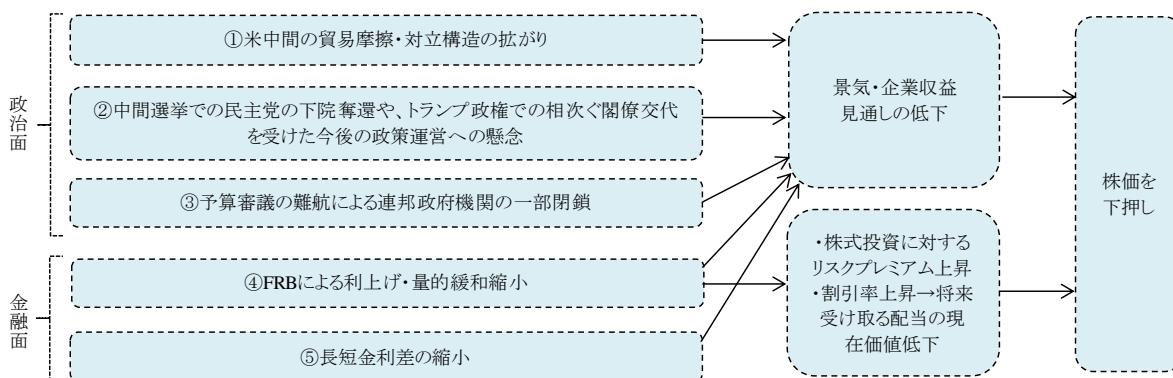 政治面
①米中間の貿易摩擦・対立構造の拡がり
②中間選挙での民主党の下院奪還や、トランプ政権での相次ぐ閣僚交代
を受けた今後の政策運営への懸念
③予算審議の難航による連邦政府機関の一部閉鎖
金融面
④FRBによる利上げ・量的緩和縮小
⑤長短金利差の縮小
景気・企業収益
見通しの低下
・株式投資に対する
リスクプレミアム上昇
・割引率上昇→将来
受け取る配当の現
在価値低下
株価を
下押し